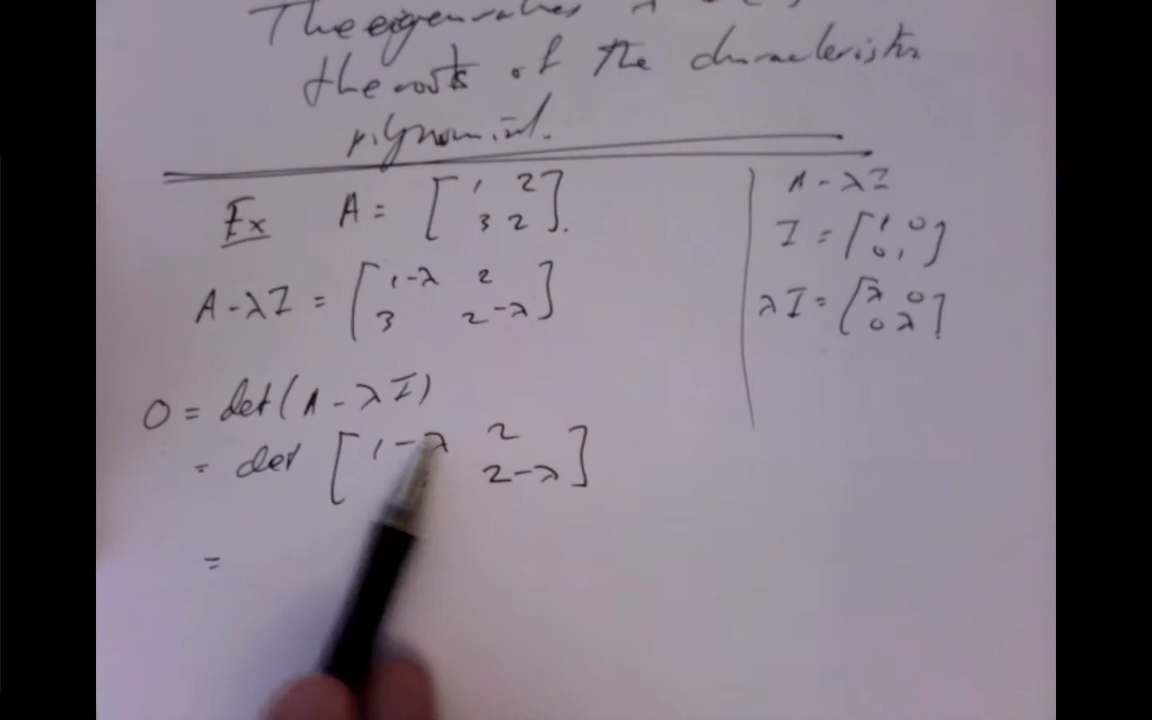 The eigenvalues
the roots of the characteristic
polynomial.
Ex A = [ 1 2
3 2 ].
A - λI = [ 1-λ 2
3 2-λ ]
0 = det(A - λI)
= det [ 1-λ 2
2-λ ]
=
A - λI
I = [ 1 0
0 1 ]
λI = [ λ 0
0 λ ]